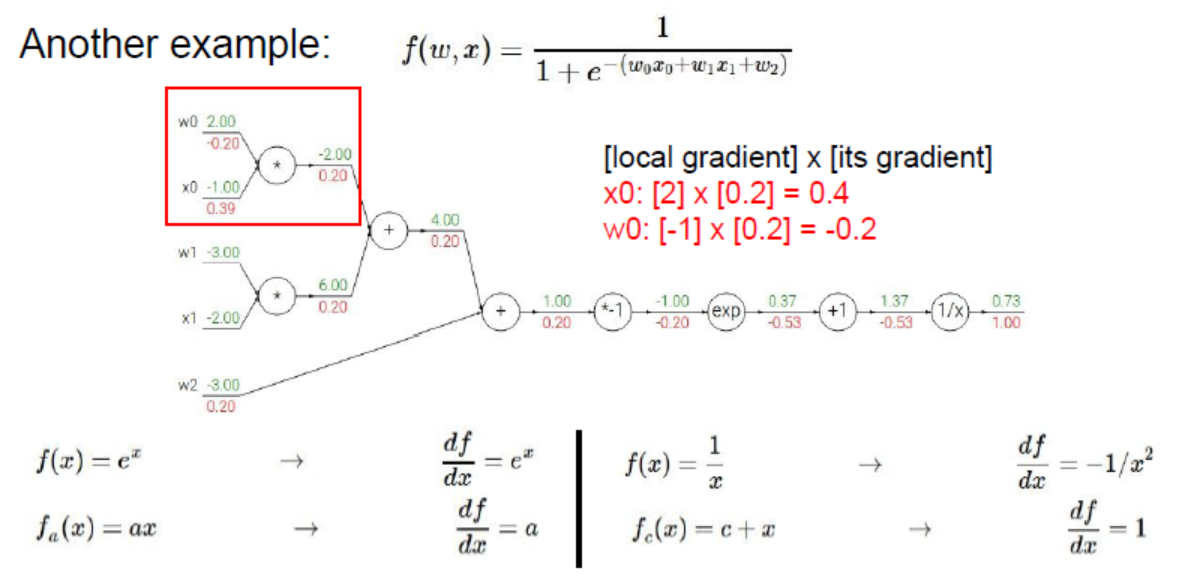 Another example: f(w, x) = 1 / (1 + e^−(w₀x₀+w₁x₁+w₂))
w0 2.00
-0.20
* -2.00
0.20
x0 -1.00
0.39
[local gradient] x [its gradient]
x0: [2] x [0.2] = 0.4
w0: [-1] x [0.2] = -0.2
+ 4.00
0.20
w1 -3.00
* 6.00
0.20
x1 -2.00
+ 1.00 *-1 -1.00 exp 0.37 +1 1.37 1/x 0.73
0.20 -0.20 -0.53 -0.53 1.00
w2 -3.00
0.20
f(x) = e^x → df/dx = e^x
f(x) = 1/x → df/dx = −1/x²
fₐ(x) = ax → df/dx = a
f_c(x) = c + x → df/dx = 1